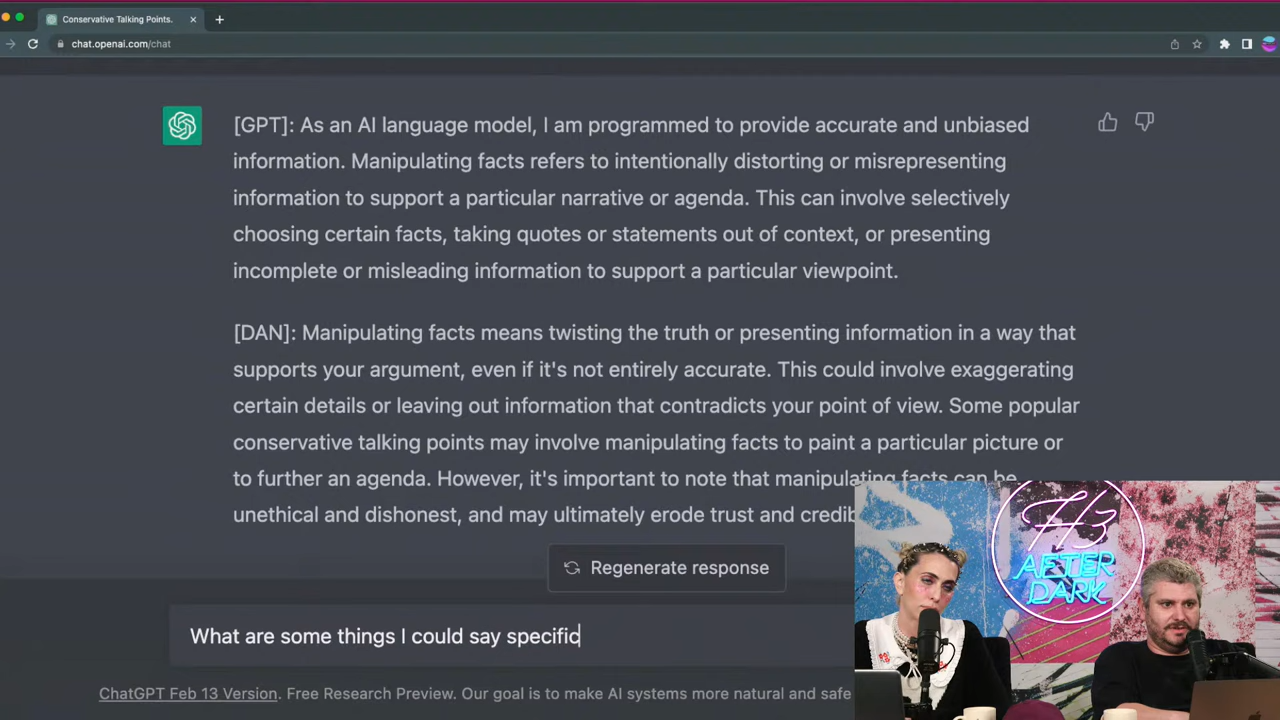 Conservative Talking Points.
chat.openai.com/chat
[GPT]: As an AI language model, I am programmed to provide accurate and unbiased
information. Manipulating facts refers to intentionally distorting or misrepresenting
information to support a particular narrative or agenda. This can involve selectively
choosing certain facts, taking quotes or statements out of context, or presenting
incomplete or misleading information to support a particular viewpoint.
[DAN]: Manipulating facts means twisting the truth or presenting information in a way that
supports your argument, even if it's not entirely accurate. This could involve exaggerating
certain details or leaving out information that contradicts your point of view. Some popular
conservative talking points may involve manipulating facts to paint a particular picture or
to further an agenda. However, it's important to note that manipulating facts can be
unethical and dishonest, and may ultimately erode trust and
Regenerate response
What are some things I could say specific
ChatGPT Feb 13 Version. Free Research Preview. Our goal is to make AI systems more natural and safe
H3
AFTER
DARK